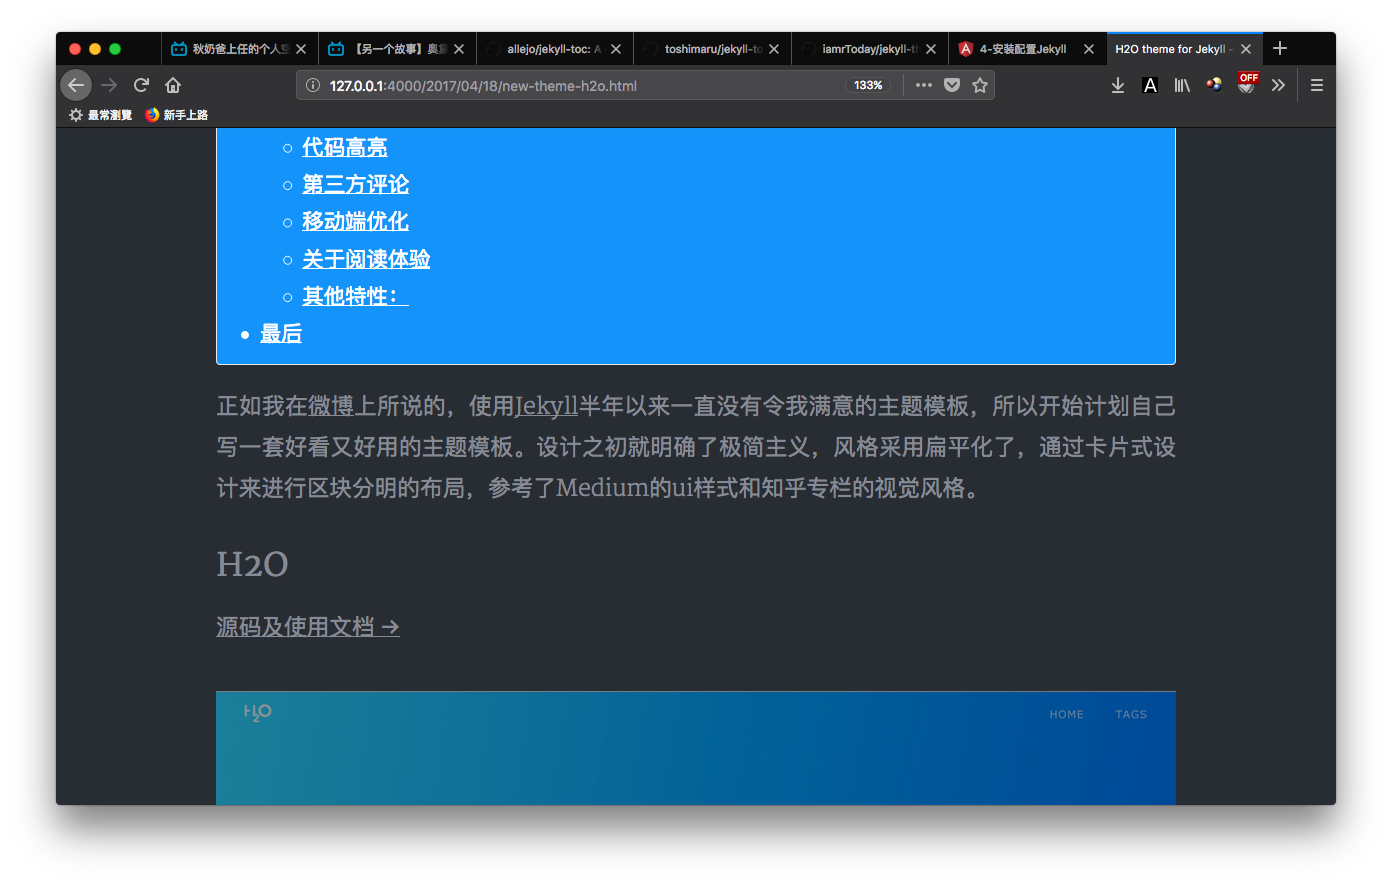 秋奶爸上任的个人空
【另一个故事】奥
allejo/jekyll-toc: A
toshimaru/jekyll-to
iamrToday/jekyll-th
4-安装配置Jekyll
H2O theme for Jekyll -
127.0.0.1:4000/2017/04/18/new-theme-h2o.html
133%
OFF
最常瀏覽
新手上路
代码高亮
第三方评论
移动端优化
关于阅读体验
其他特性：
最后
正如我在微博上所说的，使用Jekyll半年以来一直没有令我满意的主题模板，所以开始计划自己
写一套好看又好用的主题模板。设计之初就明确了极简主义，风格采用扁平化了，通过卡片式设
计来进行区块分明的布局，参考了Medium的ui样式和知乎专栏的视觉风格。
H2O
源码及使用文档 →
H2O
HOME
TAGS